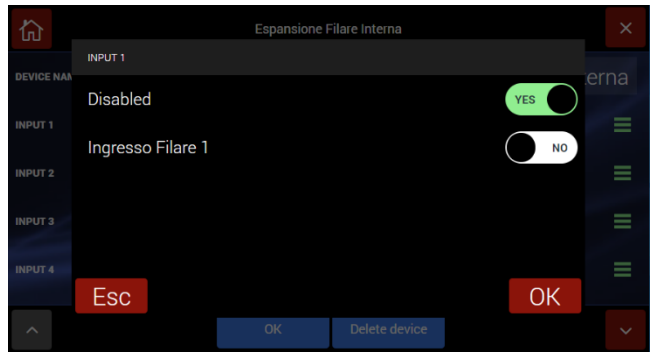 Espansione Filare Interna
DEVICE NAM
erna
INPUT 1
Disabled
YES
INPUT 1
Ingresso Filare 1
NO
INPUT 2
INPUT 3
INPUT 4
Esc
OK
OK
Delete device